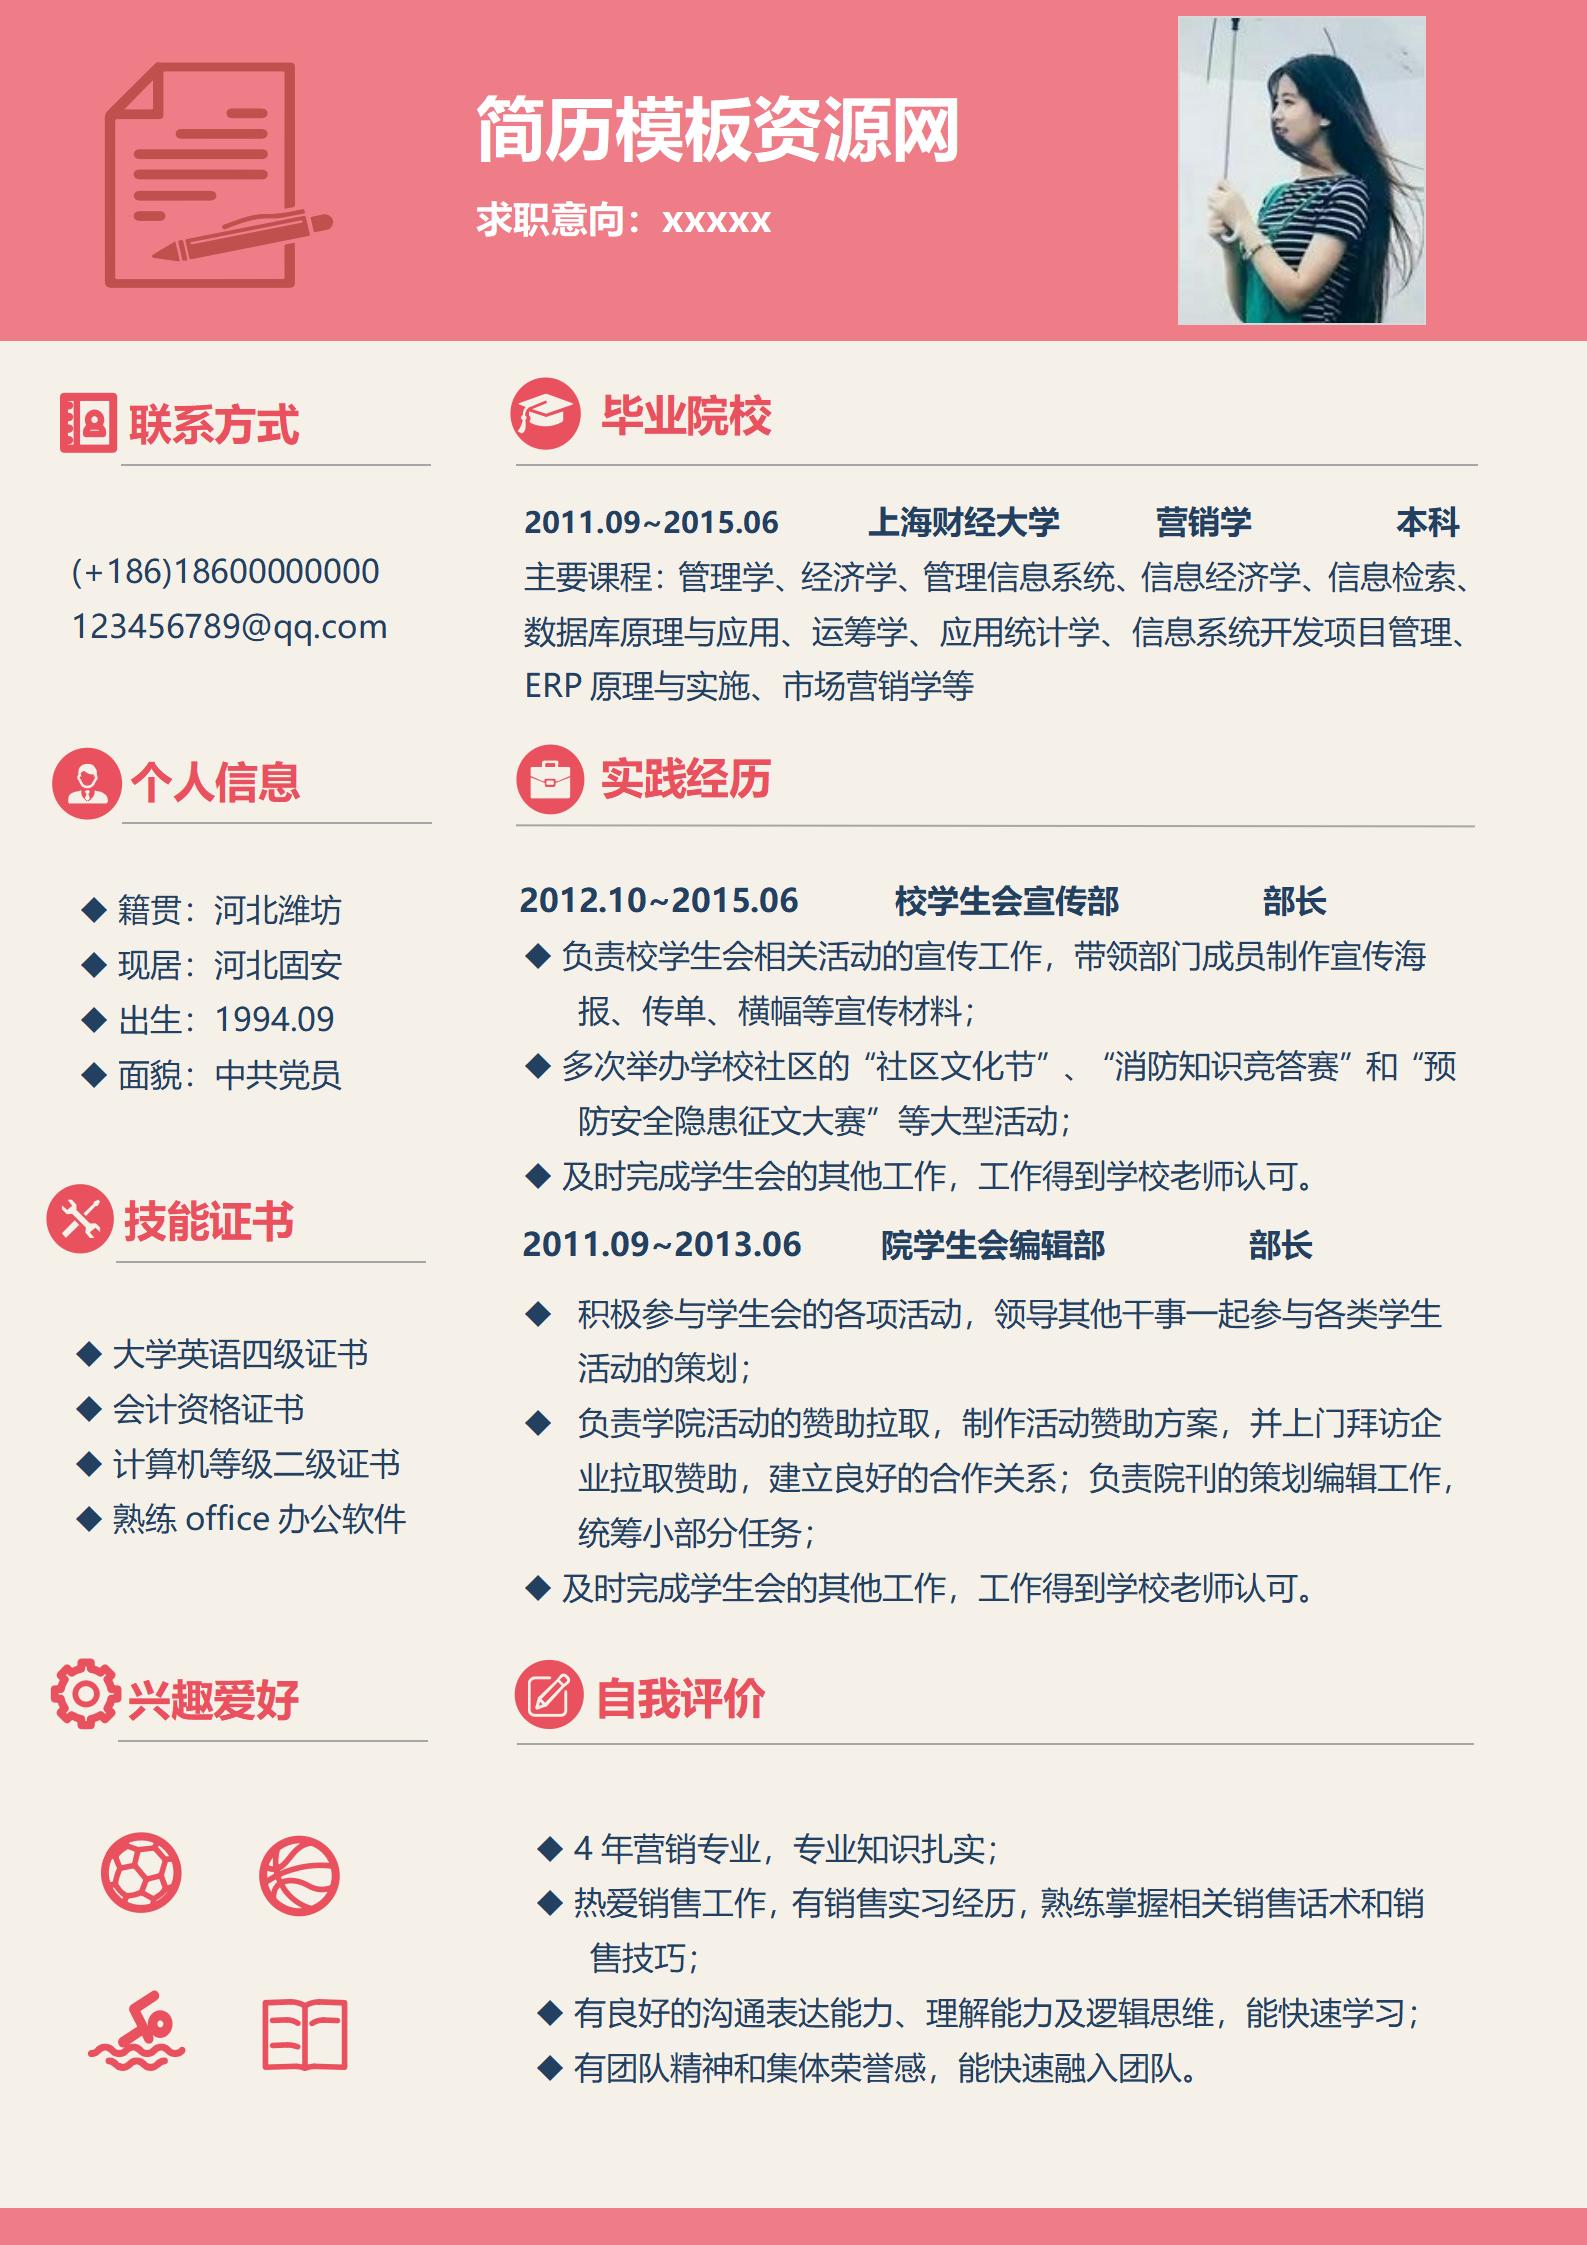 简历模板资源网
求职意向：xxxxx
联系方式
(+186)18600000000
123456789@qq.com
个人信息
◆ 籍贯：河北潍坊
◆ 现居：河北固安
◆ 出生：1994.09
◆ 面貌：中共党员
技能证书
◆ 大学英语四级证书
◆ 会计资格证书
◆ 计算机等级二级证书
◆ 熟练 office 办公软件
兴趣爱好
毕业院校
2011.09~2015.06 上海财经大学 营销学 本科
主要课程：管理学、经济学、管理信息系统、信息经济学、信息检索、
数据库原理与应用、运筹学、应用统计学、信息系统开发项目管理、
ERP 原理与实施、市场营销学等
实践经历
2012.10~2015.06 校学生会宣传部 部长
◆ 负责校学生会相关活动的宣传工作，带领部门成员制作宣传海
报、传单、横幅等宣传材料；
◆ 多次举办学校社区的“社区文化节”、“消防知识竞答赛”和“预
防安全隐患征文大赛”等大型活动；
◆ 及时完成学生会的其他工作，工作得到学校老师认可。
2011.09~2013.06 院学生会编辑部 部长
◆ 积极参与学生会的各项活动，领导其他干事一起参与各类学生
活动的策划；
◆ 负责学院活动的赞助拉取，制作活动赞助方案，并上门拜访企
业拉取赞助，建立良好的合作关系；负责院刊的策划编辑工作，
统筹小部分任务；
◆ 及时完成学生会的其他工作，工作得到学校老师认可。
自我评价
◆ 4 年营销专业，专业知识扎实；
◆ 热爱销售工作，有销售实习经历，熟练掌握相关销售话术和销
售技巧；
◆ 有良好的沟通表达能力、理解能力及逻辑思维，能快速学习；
◆ 有团队精神和集体荣誉感，能快速融入团队。